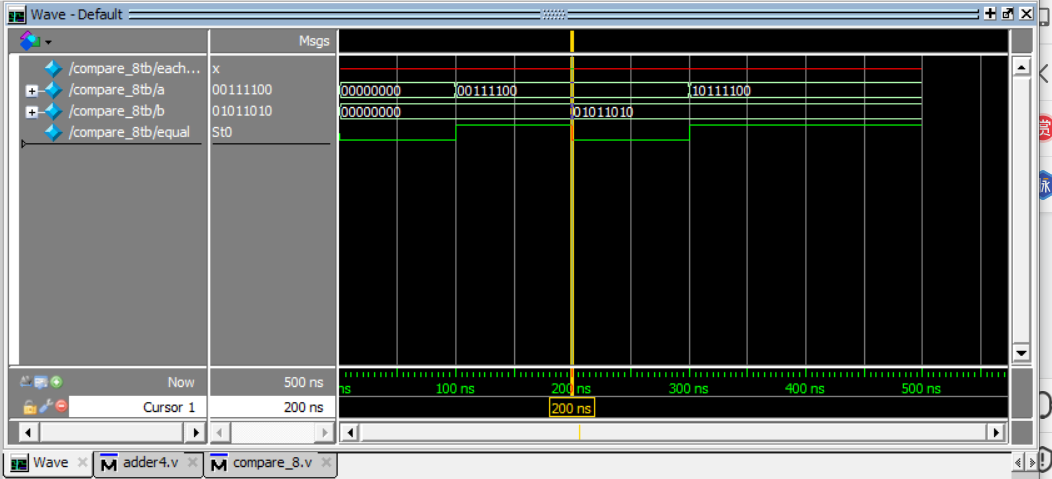 Wave - Default
Msgs
/compare_8tb/each... x
/compare_8tb/a 00111100 00000000 00111100 10111100
/compare_8tb/b 01011010 00000000 01011010
/compare_8tb/equal St0
Now 500 ns ns 100 ns 200 ns 300 ns 400 ns 500 ns
Cursor 1 200 ns 200 ns
Wave adder4.v compare_8.v
赏